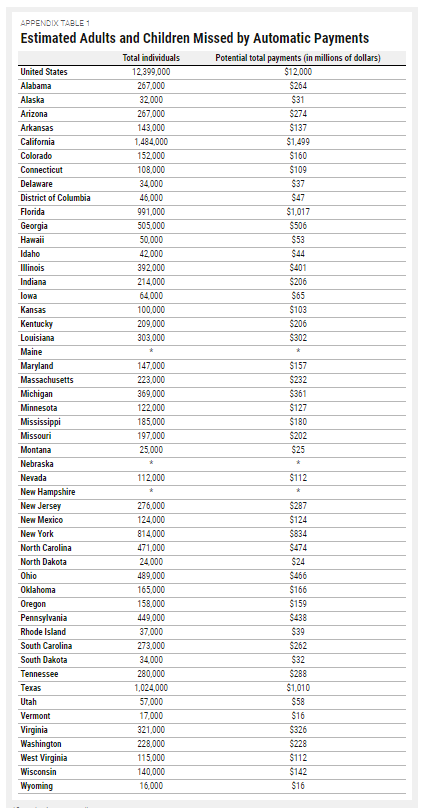 APPENDIX TABLE 1
Estimated Adults and Children Missed by Automatic Payments
Total individuals Potential total payments (in millions of dollars)
United States 12,399,000 $12,000
Alabama 267,000 $264
Alaska 32,000 $31
Arizona 267,000 $274
Arkansas 143,000 $137
California 1,484,000 $1,499
Colorado 152,000 $160
Connecticut 108,000 $109
Delaware 34,000 $37
District of Columbia 46,000 $47
Florida 991,000 $1,017
Georgia 505,000 $506
Hawaii 50,000 $53
Idaho 42,000 $44
Illinois 392,000 $401
Indiana 214,000 $206
Iowa 64,000 $65
Kansas 100,000 $103
Kentucky 209,000 $206
Louisiana 303,000 $302
Maine * *
Maryland 147,000 $157
Massachusetts 223,000 $232
Michigan 369,000 $361
Minnesota 122,000 $127
Mississippi 185,000 $180
Missouri 197,000 $202
Montana 25,000 $25
Nebraska * *
Nevada 112,000 $112
New Hampshire * *
New Jersey 276,000 $287
New Mexico 124,000 $124
New York 814,000 $834
North Carolina 471,000 $474
North Dakota 24,000 $24
Ohio 489,000 $466
Oklahoma 165,000 $166
Oregon 158,000 $159
Pennsylvania 449,000 $438
Rhode Island 37,000 $39
South Carolina 273,000 $262
South Dakota 34,000 $32
Tennessee 280,000 $288
Texas 1,024,000 $1,010
Utah 57,000 $58
Vermont 17,000 $16
Virginia 321,000 $326
Washington 228,000 $228
West Virginia 115,000 $112
Wisconsin 140,000 $142
Wyoming 16,000 $16